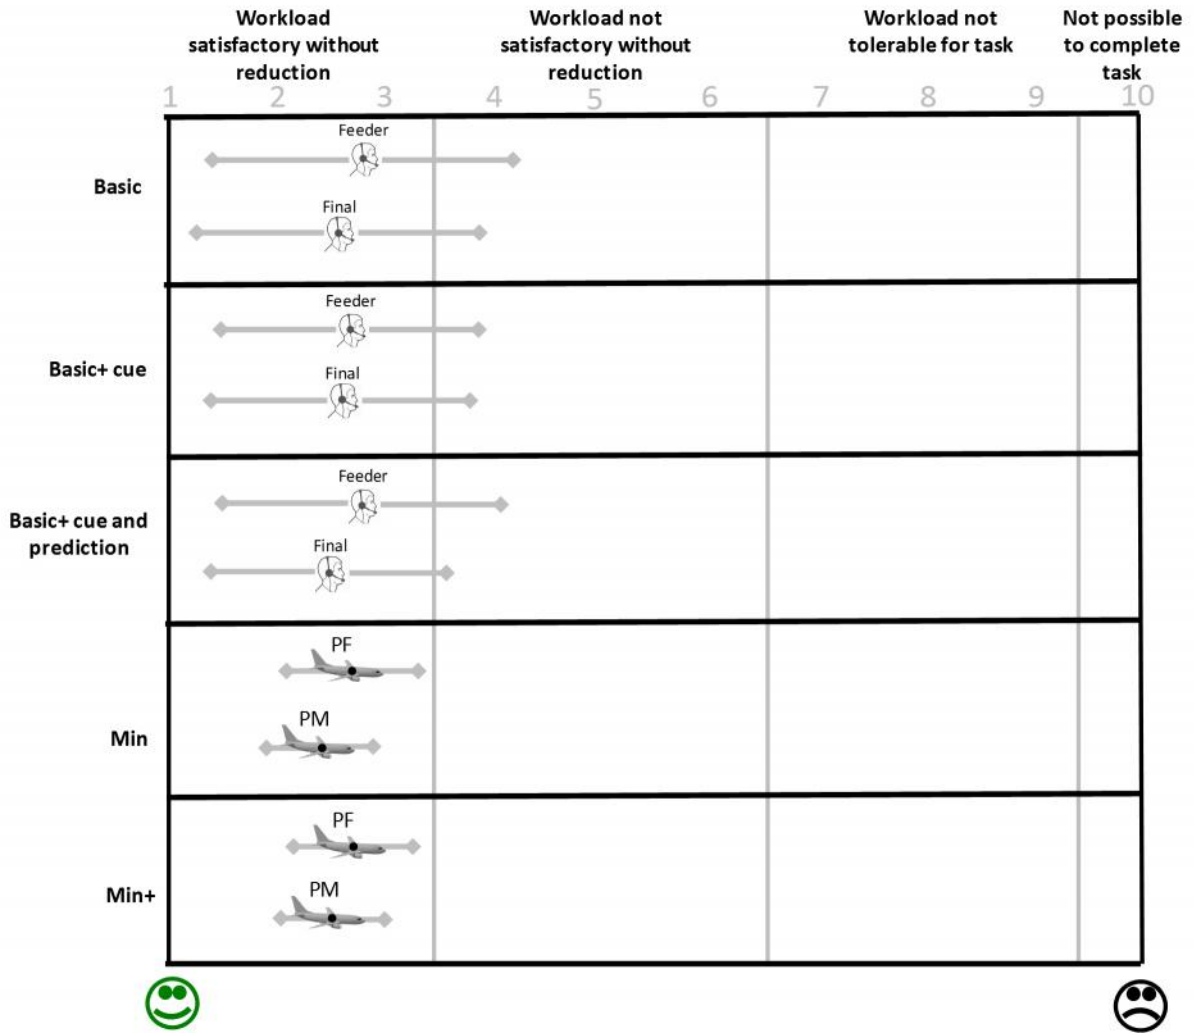 Workload
satisfactory without
reduction
Workload not
satisfactory without
reduction
Workload not
tolerable for task
Not possible
to complete
task
1 2 3 4 5 6 7 8 9 10
Basic
Feeder
Final
Basic+ cue
Feeder
Final
Basic+ cue and
prediction
Feeder
Final
Min
PF
PM
Min+
PF
PM